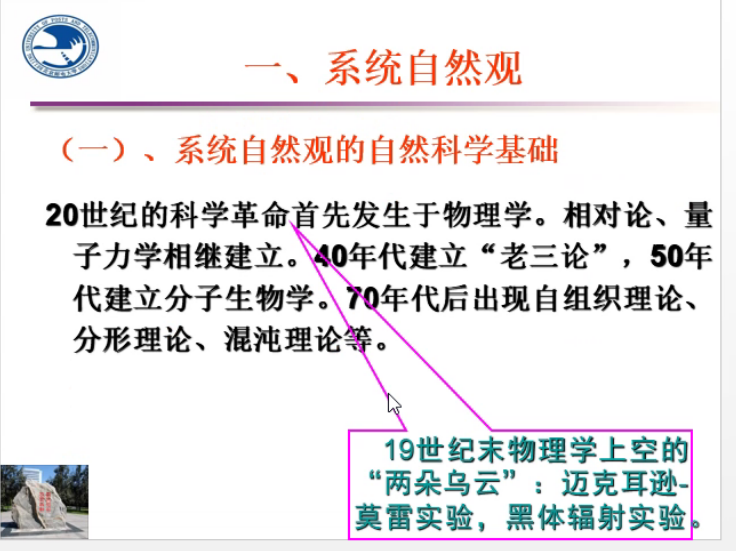 一、系统自然观
（一）、系统自然观的自然科学基础
20世纪的科学革命首先发生于物理学。相对论、量
子力学相继建立。40年代建立“老三论”，50年
代建立分子生物学。70年代后出现自组织理论、
分形理论、混沌理论等。
19世纪末物理学上空的
“两朵乌云”：迈克耳逊-
莫雷实验，黑体辐射实验。